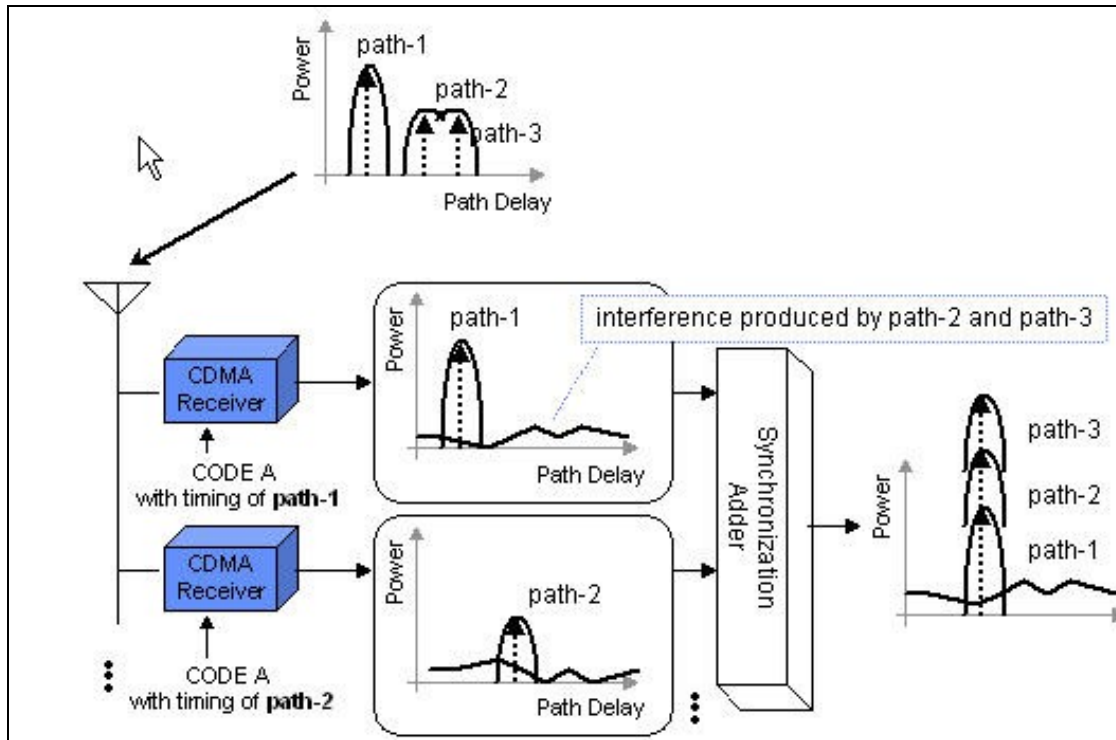 Power
path-1
path-2
path-3
Path Delay
CDMA
Receiver
CODE A
with timing of path-1
Power
path-1
Path Delay
interference produced by path-2 and path-3
CDMA
Receiver
CODE A
with timing of path-2
Power
path-2
Path Delay
Synchronization
Adder
Power
path-3
path-2
path-1